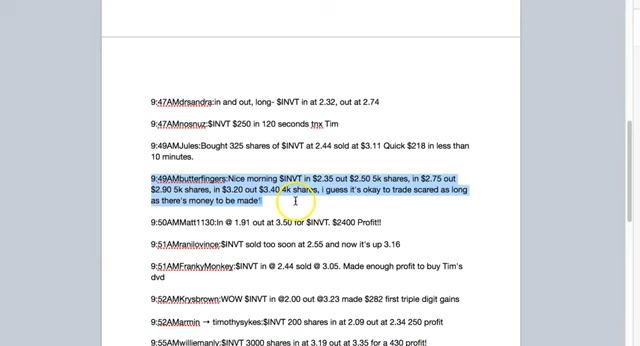 9:47AMdrsandra:in and out, long- $INVT in at 2.32, out at 2.74
9:47AMnosnuz:$INVT $250 in 120 seconds tnx Tim
9:49AMJules:Bought 325 shares of $INVT at 2.44 sold at $3.11 Quick $218 in less than
10 minutes.
9:49AMbutterfingers:Nice morning $INVT in $2.35 out $2.50 5k shares, in $2.75 out
$2.90 5k shares, in $3.20 out $3.40 4k shares, i guess it's okay to trade scared as long
as there's money to be made"
9:50AMMatt1130:In @ 1.91 out at 3.50 for $INVT. $2400 Profit!!
9:51AMranilovince:$INVT sold too soon at 2.55 and now it's up 3.16
9:51AMFrankyMonkey:$INVT in @ 2.44 sold @ 3.05. Made enough profit to buy Tim's
dvd
9:52AMKrysbrown:WOW $INVT in @2.00 out @3.23 made $282 first triple digit gains
9:52AMarmin → timothysykes:$INVT 200 shares in at 2.09 out at 2.34 250 profit
9:55AMwilliemanly:$INVT 3000 shares in at 3.19 out at 3.35 for a 430 profit!